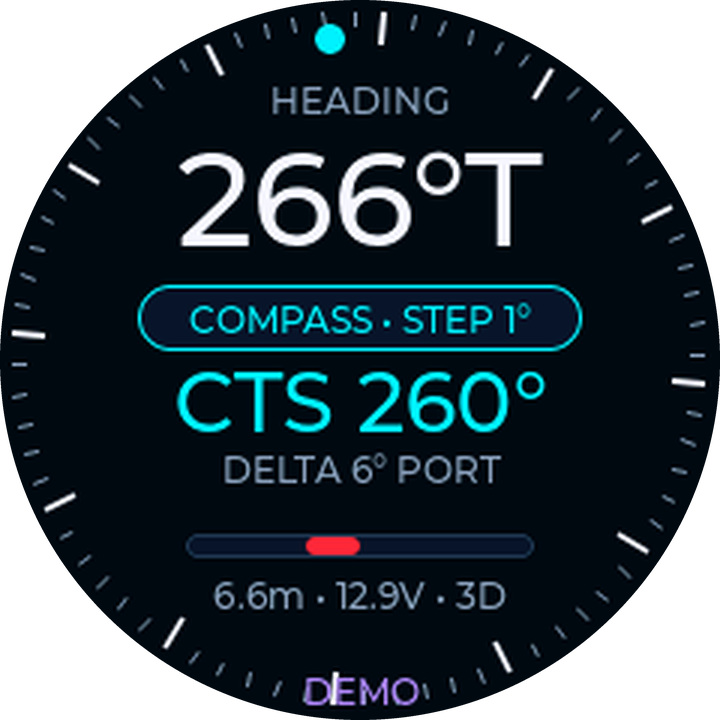 HEADING
266°T
COMPASS • STEP 1°
CTS 260°
DELTA 6° PORT
6.6m • 12.9V • 3D
DEMO